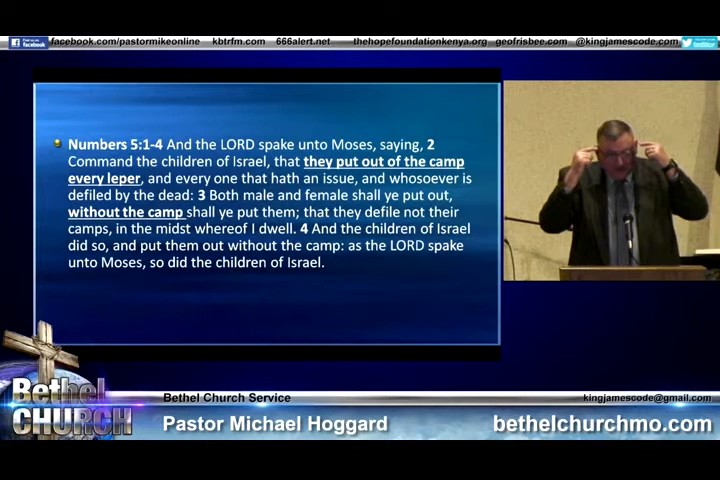 facebook.com/pastormikeonline kbtrfm.com 666alert.net thehopefoundationkenya.org geofrisbee.com @kingjamescode.com
Numbers 5:1-4 And the LORD spake unto Moses, saying, 2
Command the children of Israel, that they put out of the camp
every leper, and every one that hath an issue, and whosoever is
defiled by the dead: 3 Both male and female shall ye put out,
without the camp shall ye put them; that they defile not their
camps, in the midst whereof I dwell. 4 And the children of Israel
did so, and put them out without the camp: as the LORD spake
unto Moses, so did the children of Israel.
Bethel
CHURCH
Bethel Church Service kingjamescode@gmail.com
Pastor Michael Hoggard bethelchurchmo.com